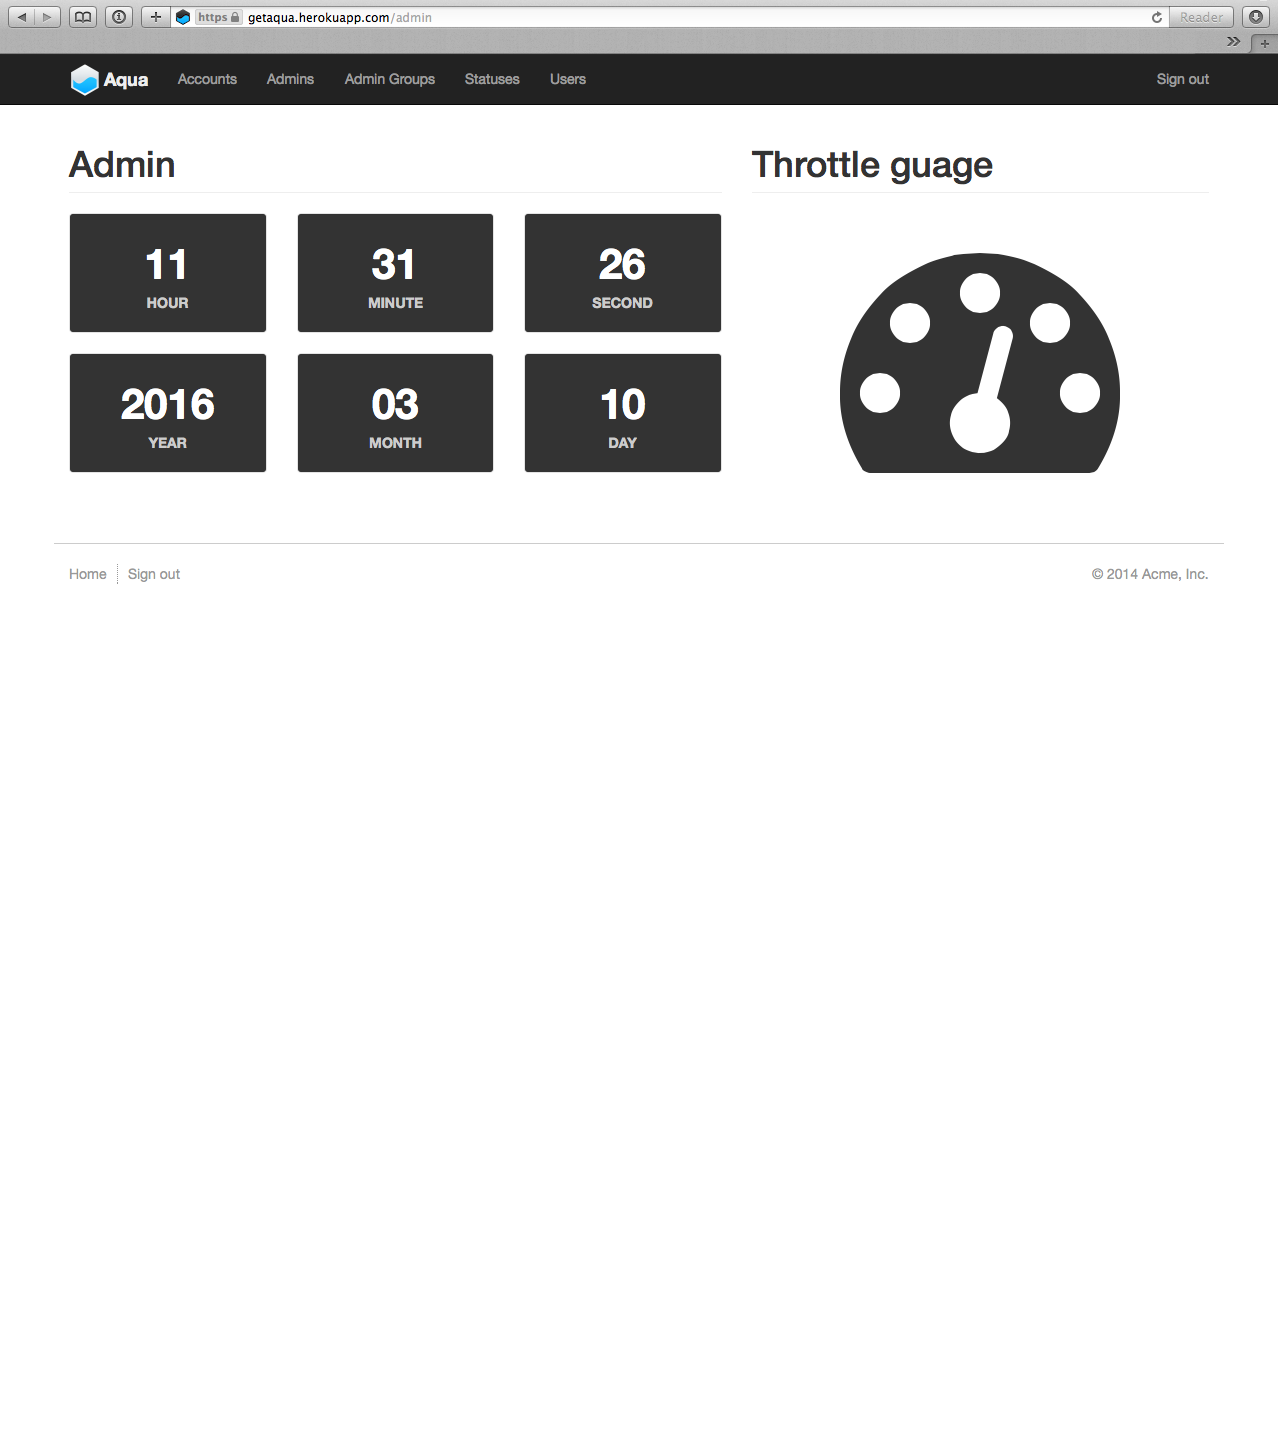 https getaqua.herokuapp.com/admin Reader
Aqua Accounts Admins Admin Groups Statuses Users Sign out
Admin
11
HOUR
31
MINUTE
26
SECOND
2016
YEAR
03
MONTH
10
DAY
Throttle guage
Home Sign out © 2014 Acme, Inc.